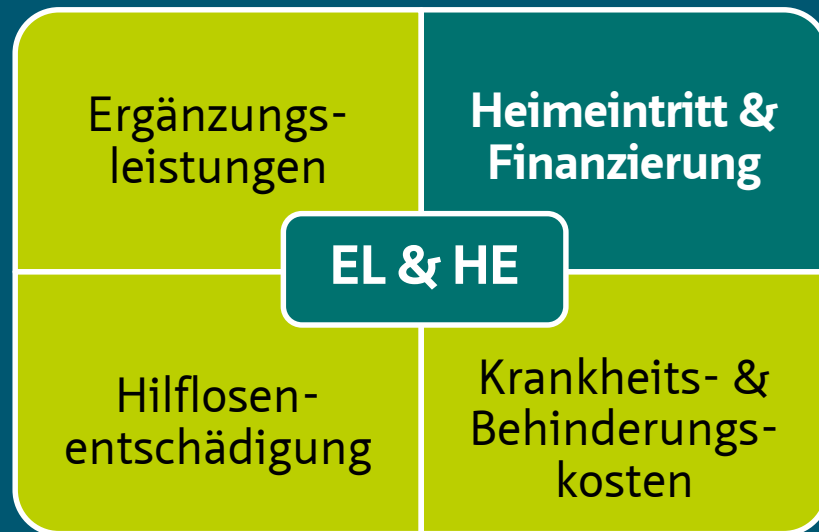 Ergänzungs-
leistungen
Heimeintritt &
Finanzierung
EL & HE
Hilflosen-
entschädigung
Krankheits- &
Behinderungs-
kosten